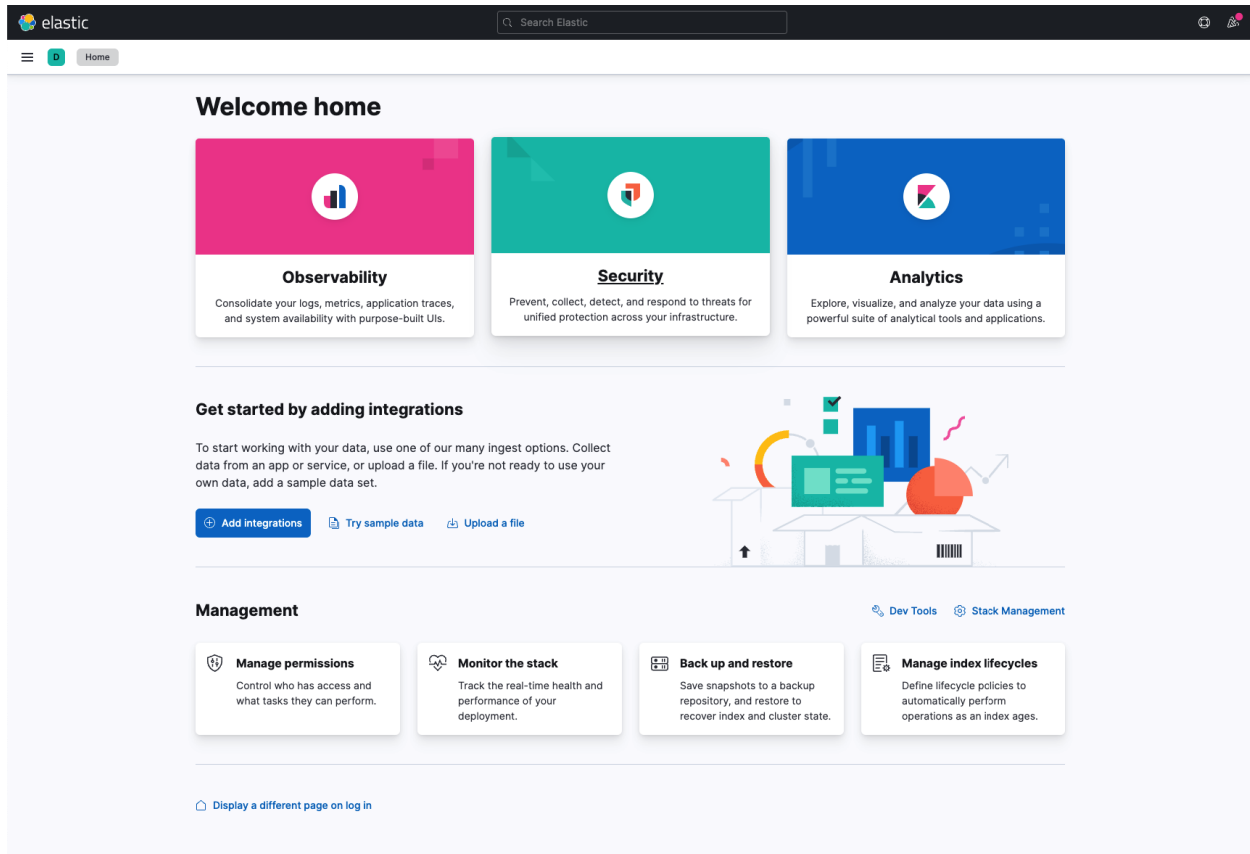 elastic
Search Elastic
D
Home
Welcome home
Observability
Consolidate your logs, metrics, application traces,
and system availability with purpose-built UIs.
Security
Prevent, collect, detect, and respond to threats for
unified protection across your infrastructure.
Analytics
Explore, visualize, and analyze your data using a
powerful suite of analytical tools and applications.
Get started by adding integrations
To start working with your data, use one of our many ingest options. Collect
data from an app or service, or upload a file. If you're not ready to use your
own data, add a sample data set.
Add integrations
Try sample data
Upload a file
Management
Dev Tools
Stack Management
Manage permissions
Control who has access and
what tasks they can perform.
Monitor the stack
Track the real-time health and
performance of your
deployment.
Back up and restore
Save snapshots to a backup
repository, and restore to
recover index and cluster state.
Manage index lifecycles
Define lifecycle policies to
automatically perform
operations as an index ages.
Display a different page on log in